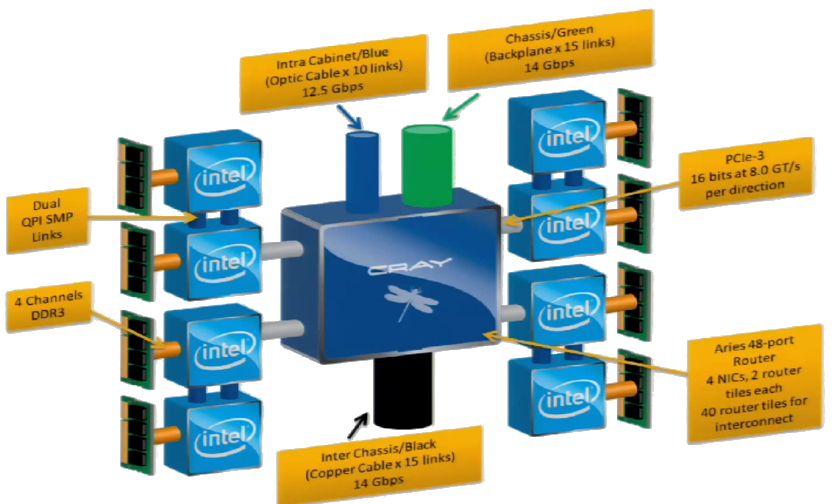 Intra Cabinet/Blue
(Optic Cable x 10 links)
12.5 Gbps
Chassis/Green
(Backplane x 15 links)
14 Gbps
PCIe-3
16 bits at 8.0 GT/s
per direction
Dual
QPI SMP
Links
4 Channels
DDR3
intel
intel
intel
intel
intel
intel
intel
intel
CRAY
Aries 48-port
Router
4 NICs, 2 router
tiles each
40 router tiles for
interconnect
Inter Chassis/Black
(Copper Cable x 15 links)
14 Gbps